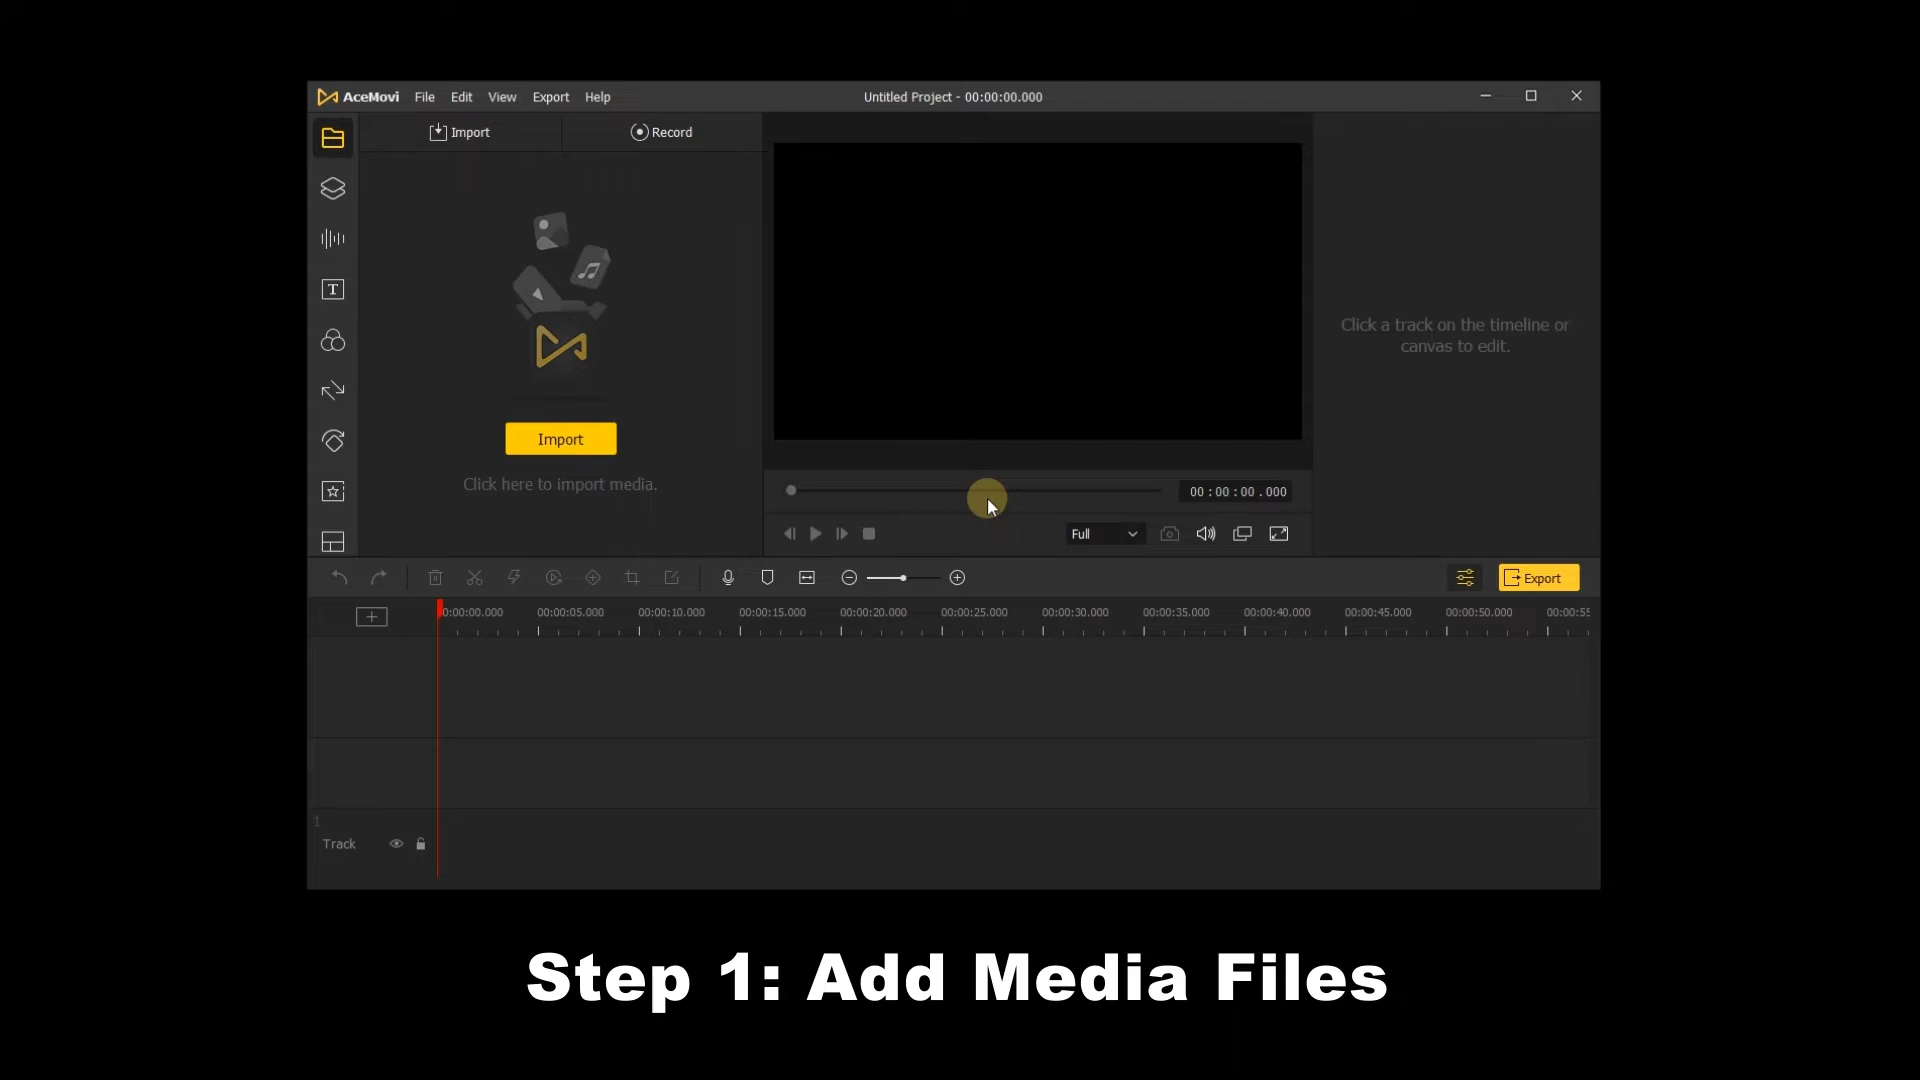 AceMovi File Edit View Export Help Untitled Project - 00:00:00.000
Import Record
T
Click a track on the timeline or
canvas to edit.
Import
Click here to import media.
00:00:00.000
Full
Export
0:00:00.000 00:00:05.000 00:00:10.000 00:00:15.000 00:00:20.000 00:00:25.000 00:00:30.000 00:00:35.000 00:00:40.000 00:00:45.000 00:00:50.000 00:00:55
1
Track
Step 1: Add Media Files